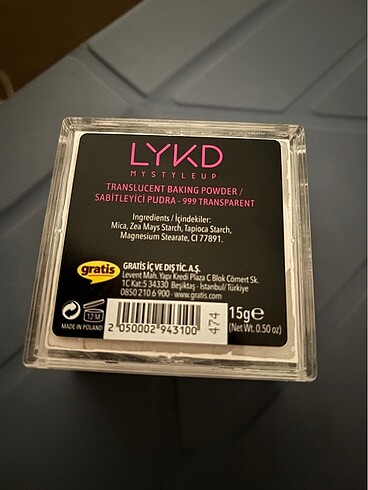 LYKD
MYSTYLEUP
TRANSLUCENT BAKING POWDER /
SABİTLEYİCİ PUDRA - 999 TRANSPARENT
Ingredients / İçindekiler:
Mica, Zea Mays Starch, Tapioca Starch,
Magnesium Stearate, CI 77891.
gratis
GRATİS İÇ VE DIŞ TİC. A.Ş.
Levent Mah. Yapı Kredi Plaza C Blok Cömert Sk.
1C Kat:5 34330 Beşiktaş - İstanbul/Türkiye
0850 210 6 900 - www.gratis.com
12 M
MADE IN POLAND
2 050002 943100
474
15g e
(Net Wt. 0.50 oz)